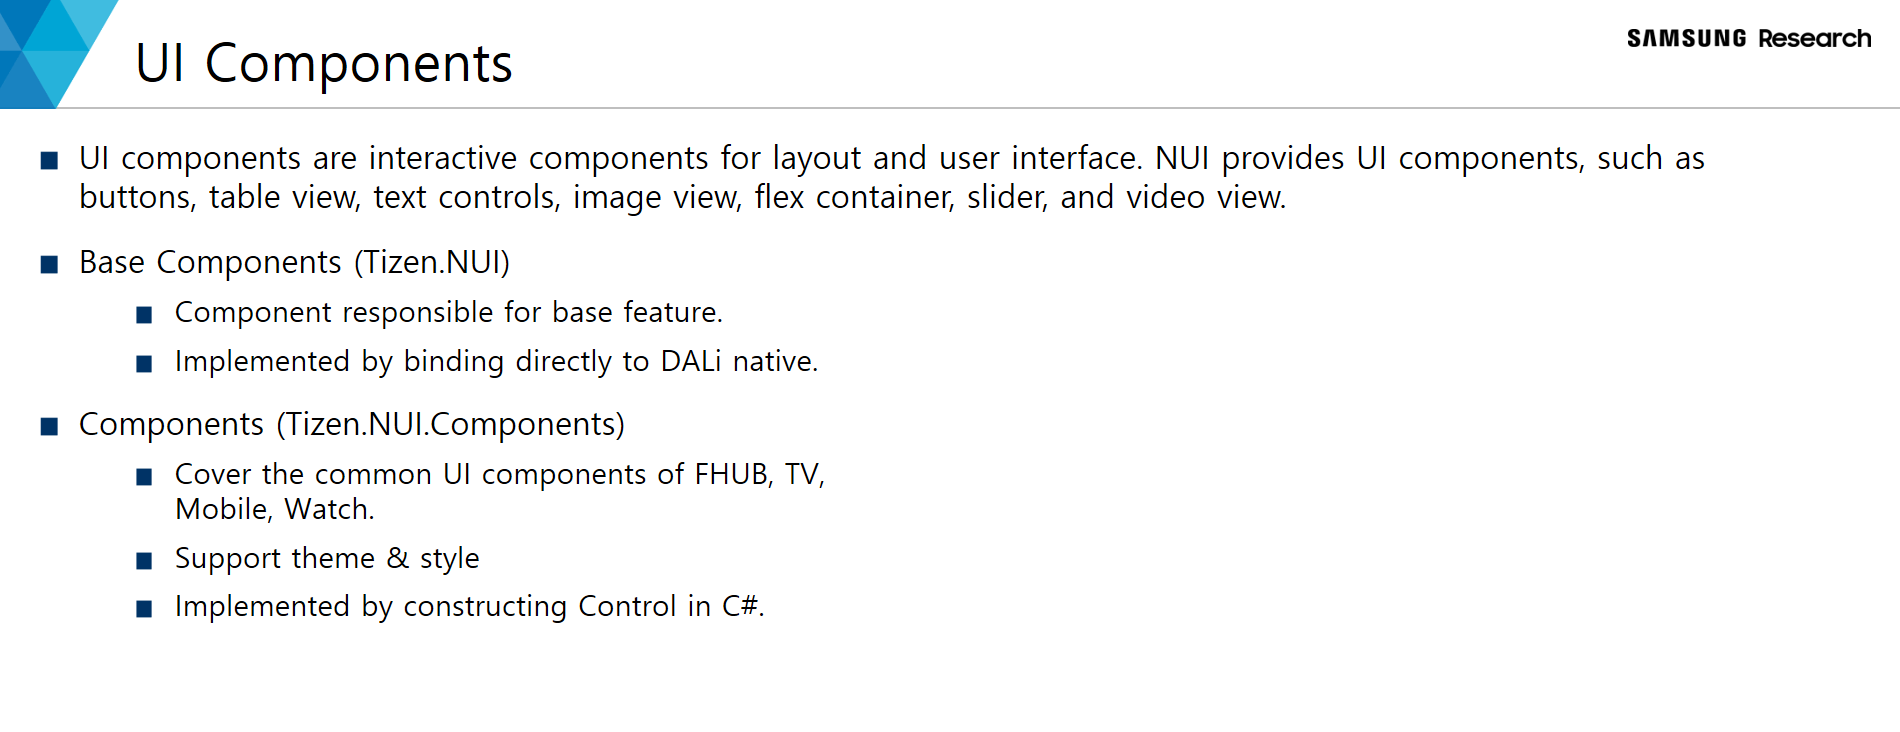 UI Components
SAMSUNG Research
UI components are interactive components for layout and user interface. NUI provides UI components, such as
buttons, table view, text controls, image view, flex container, slider, and video view.
Base Components (Tizen.NUI)
Component responsible for base feature.
Implemented by binding directly to DALi native.
Components (Tizen.NUI.Components)
Cover the common UI components of FHUB, TV,
Mobile, Watch.
Support theme & style
Implemented by constructing Control in C#.